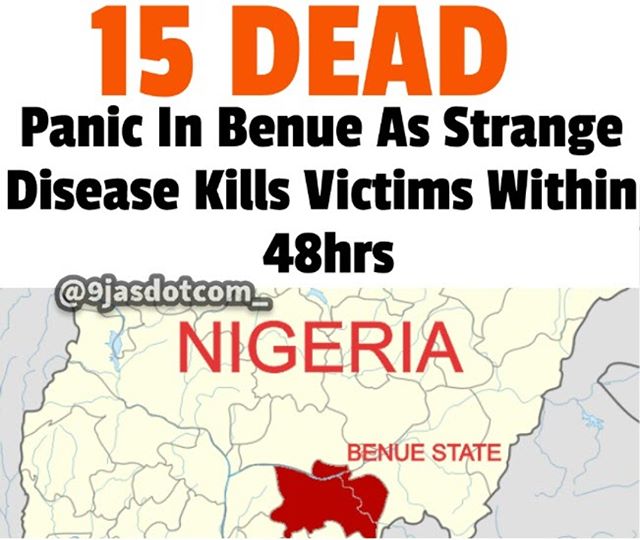 15 DEAD
Panic In Benue As Strange
Disease Kills Victims Within
48hrs
@9jasdotcom_
NIGERIA
BENUE STATE